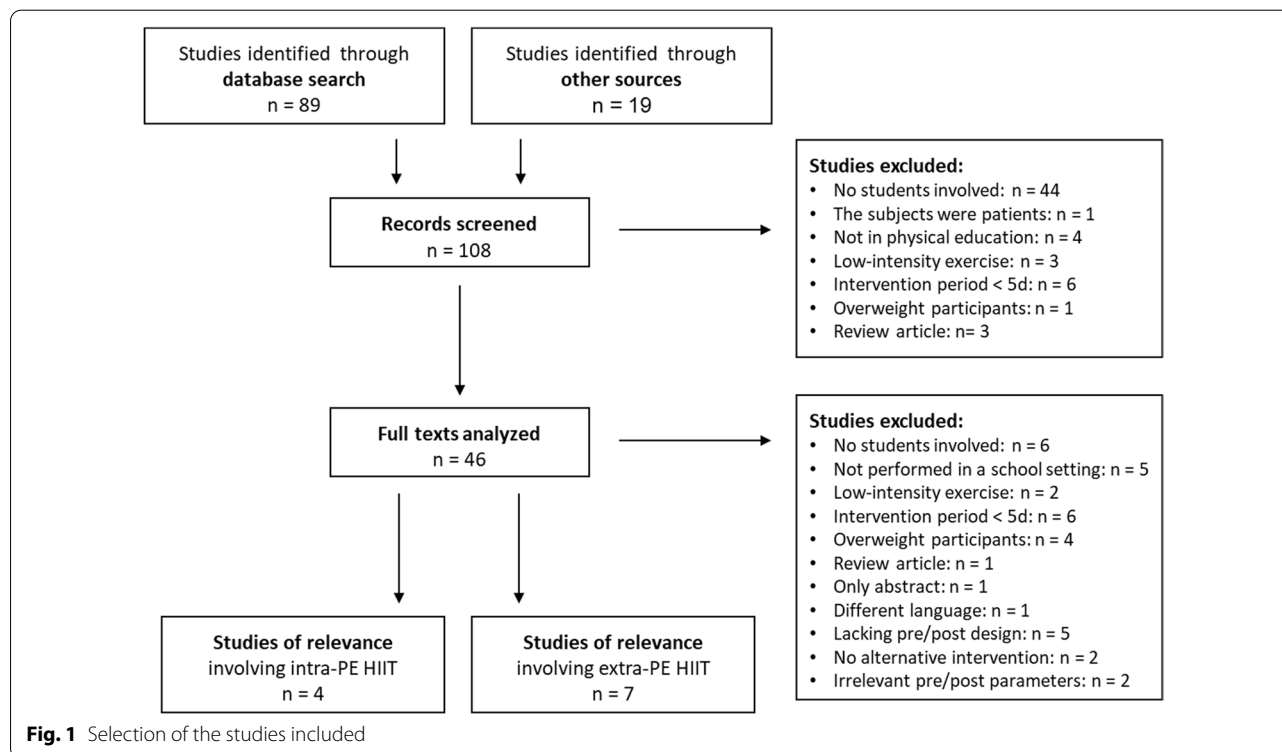 Studies identified through
database search
n = 89
Studies identified through
other sources
n = 19
Records screened
n = 108
Studies excluded:
• No students involved: n = 44
• The subjects were patients: n = 1
• Not in physical education: n = 4
• Low-intensity exercise: n = 3
• Intervention period < 5d: n = 6
• Overweight participants: n = 1
• Review article: n= 3
Full texts analyzed
n = 46
Studies excluded:
• No students involved: n = 6
• Not performed in a school setting: n = 5
• Low-intensity exercise: n = 2
• Intervention period < 5d: n = 6
• Overweight participants: n = 4
• Review article: n = 1
• Only abstract: n = 1
• Different language: n = 1
• Lacking pre/post design: n = 5
• No alternative intervention: n = 2
• Irrelevant pre/post parameters: n = 2
Studies of relevance
involving intra-PE HIIT
n = 4
Studies of relevance
involving extra-PE HIIT
n = 7
Fig. 1 Selection of the studies included